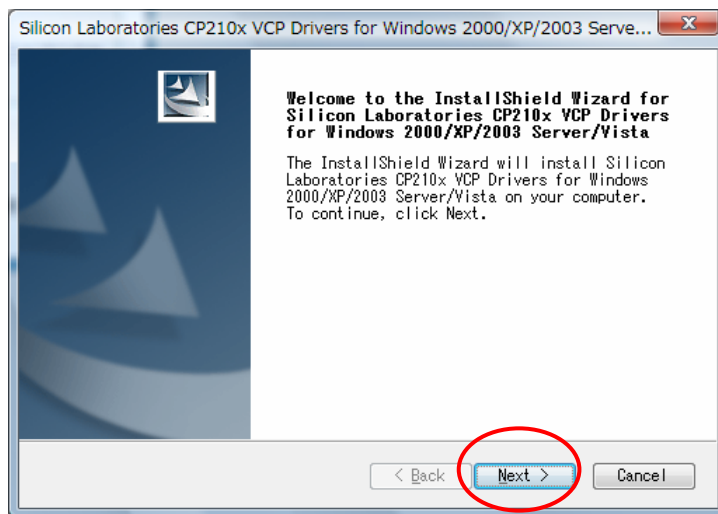 Silicon Laboratories CP210x VCP Drivers for Windows 2000/XP/2003 Serve...
Welcome to the InstallShield Wizard for
Silicon Laboratories CP210x VCP Drivers
for Windows 2000/XP/2003 Server/Vista
The InstallShield Wizard will install Silicon
Laboratories CP210x VCP Drivers for Windows
2000/XP/2003 Server/Vista on your computer.
To continue, click Next.
< Back
Next >
Cancel